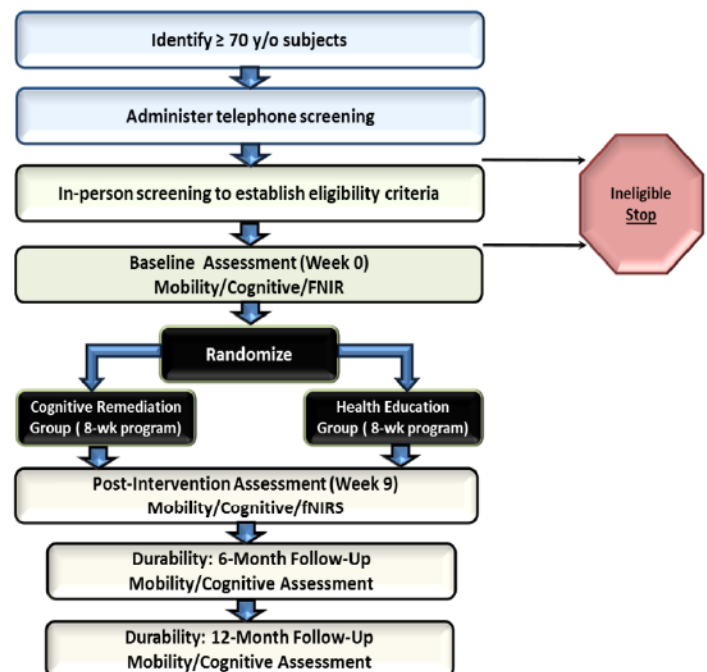 Identify ≥ 70 y/o subjects
Administer telephone screening
In-person screening to establish eligibility criteria
Ineligible
Stop
Baseline Assessment (Week 0)
Mobility/Cognitive/FNIR
Randomize
Cognitive Remediation
Group ( 8-wk program)
Health Education
Group ( 8-wk program)
Post-Intervention Assessment (Week 9)
Mobility/Cognitive/fNIRS
Durability: 6-Month Follow-Up
Mobility/Cognitive Assessment
Durability: 12-Month Follow-Up
Mobility/Cognitive Assessment